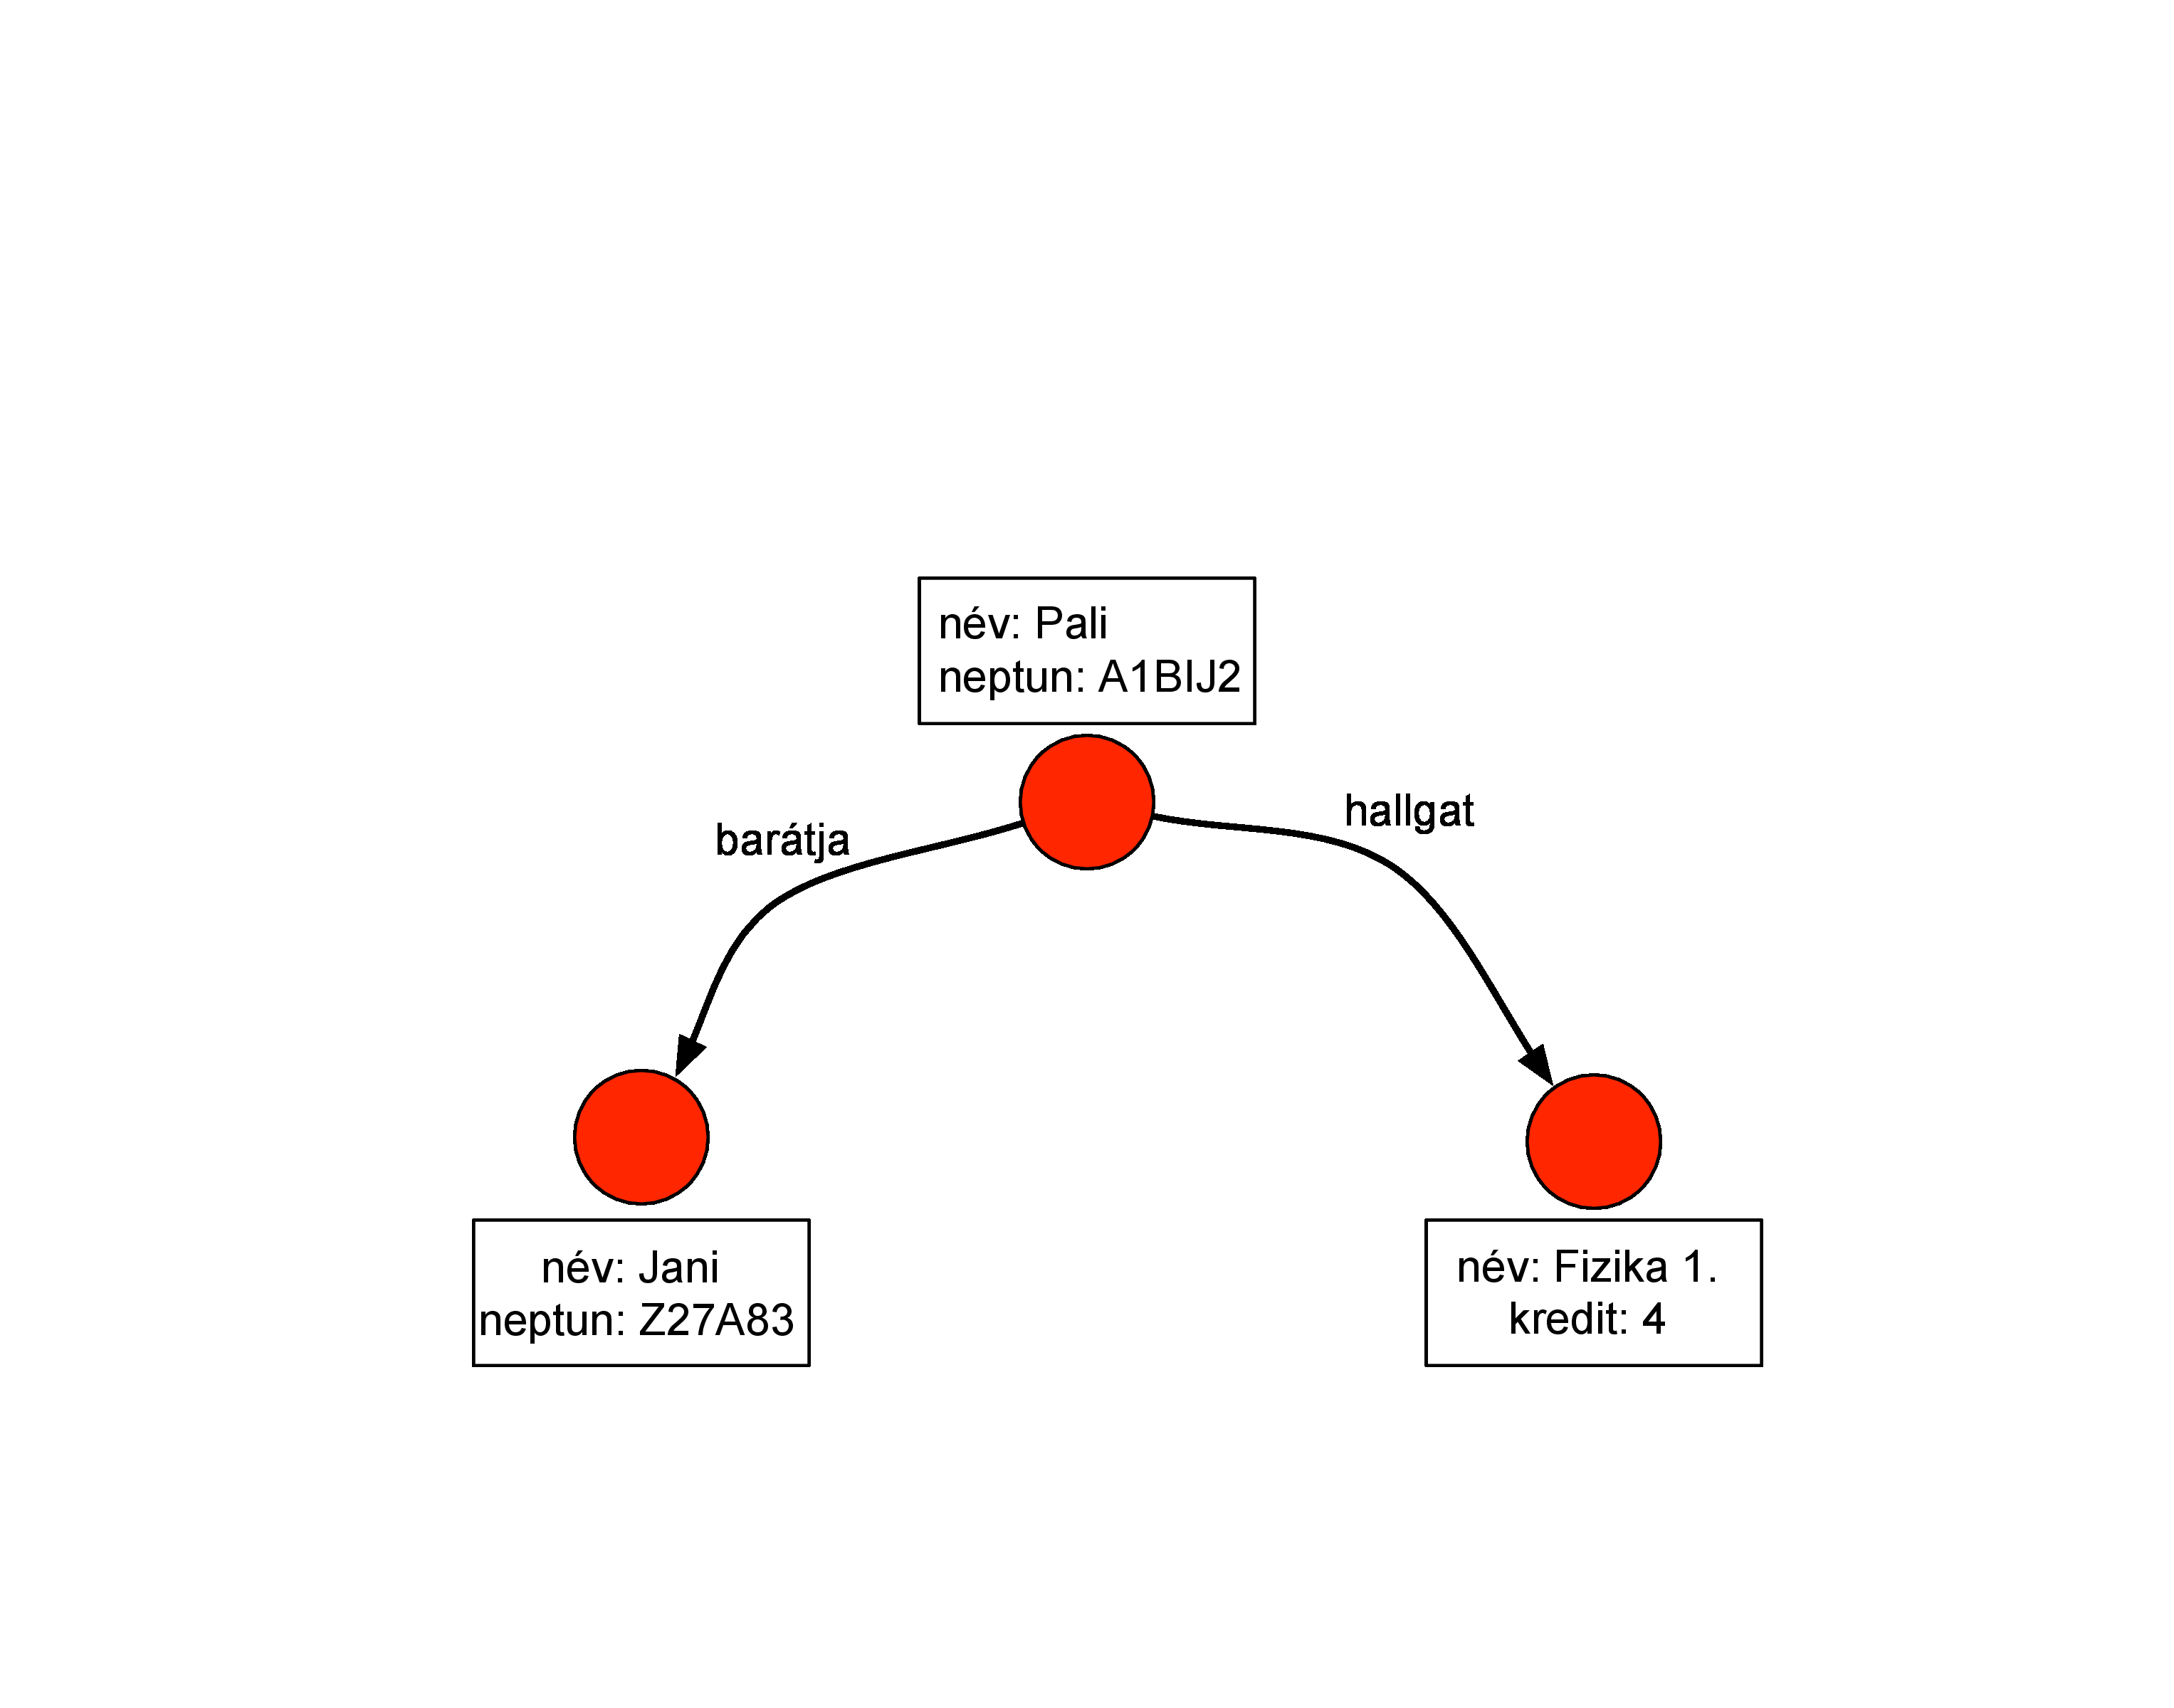 név: Pali
neptun: A1BIJ2
barátja
hallgat
név: Jani
neptun: Z27A83
név: Fizika 1.
kredit: 4